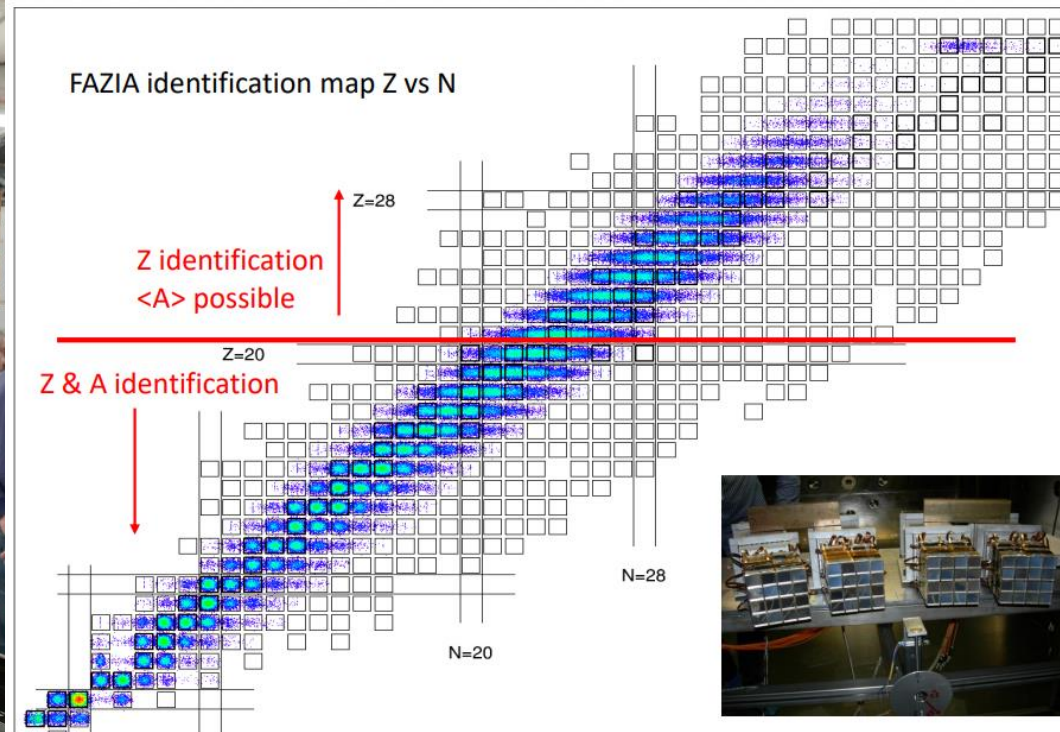 FAZIA identification map Z vs N
Z=28
Z identification
<A> possible
Z=20
Z & A identification
N=28
N=20